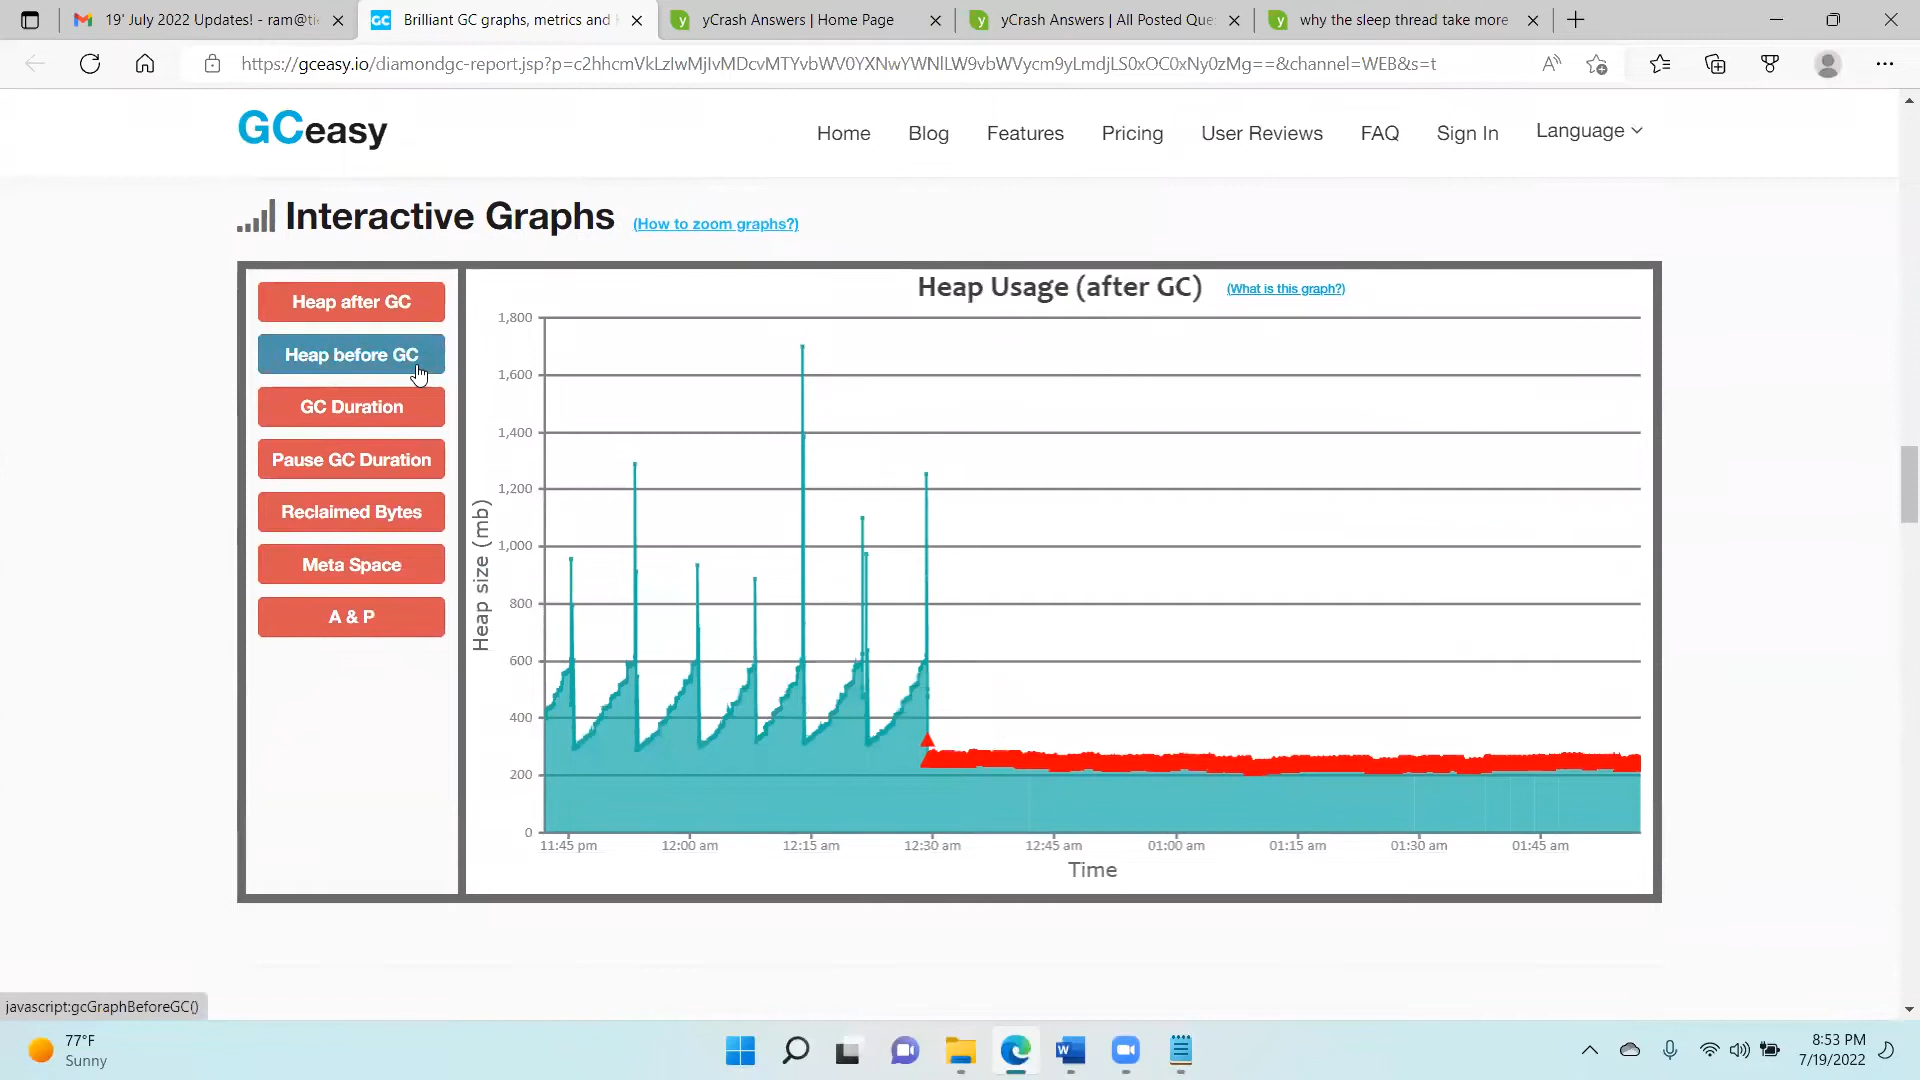 19' July 2022 Updates! - ram@ti
Brilliant GC graphs, metrics and
yCrash Answers | Home Page
yCrash Answers | All Posted Que
why the sleep thread take more
https://gceasy.io/diamondgc-report.jsp?p=c2hhcmVkLzIwMjIvMDcvMTYvbWV0YXNwYWNlLW9vbWVycm9yLmdjLS0xOC0xNy0zMg==&channel=WEB&s=t
GCeasy
Home
Blog
Features
Pricing
User Reviews
FAQ
Sign In
Language
Interactive Graphs
(How to zoom graphs?)
Heap after GC
Heap before GC
GC Duration
Pause GC Duration
Reclaimed Bytes
Meta Space
A & P
Heap Usage (after GC)
(What is this graph?)
Heap size (mb)
1,800
1,600
1,400
1,200
1,000
800
600
400
200
0
11:45 pm
12:00 am
12:15 am
12:30 am
12:45 am
01:00 am
01:15 am
01:30 am
01:45 am
Time
javascript:gcGraphBeforeGC()
77°F
Sunny
8:53 PM
7/19/2022